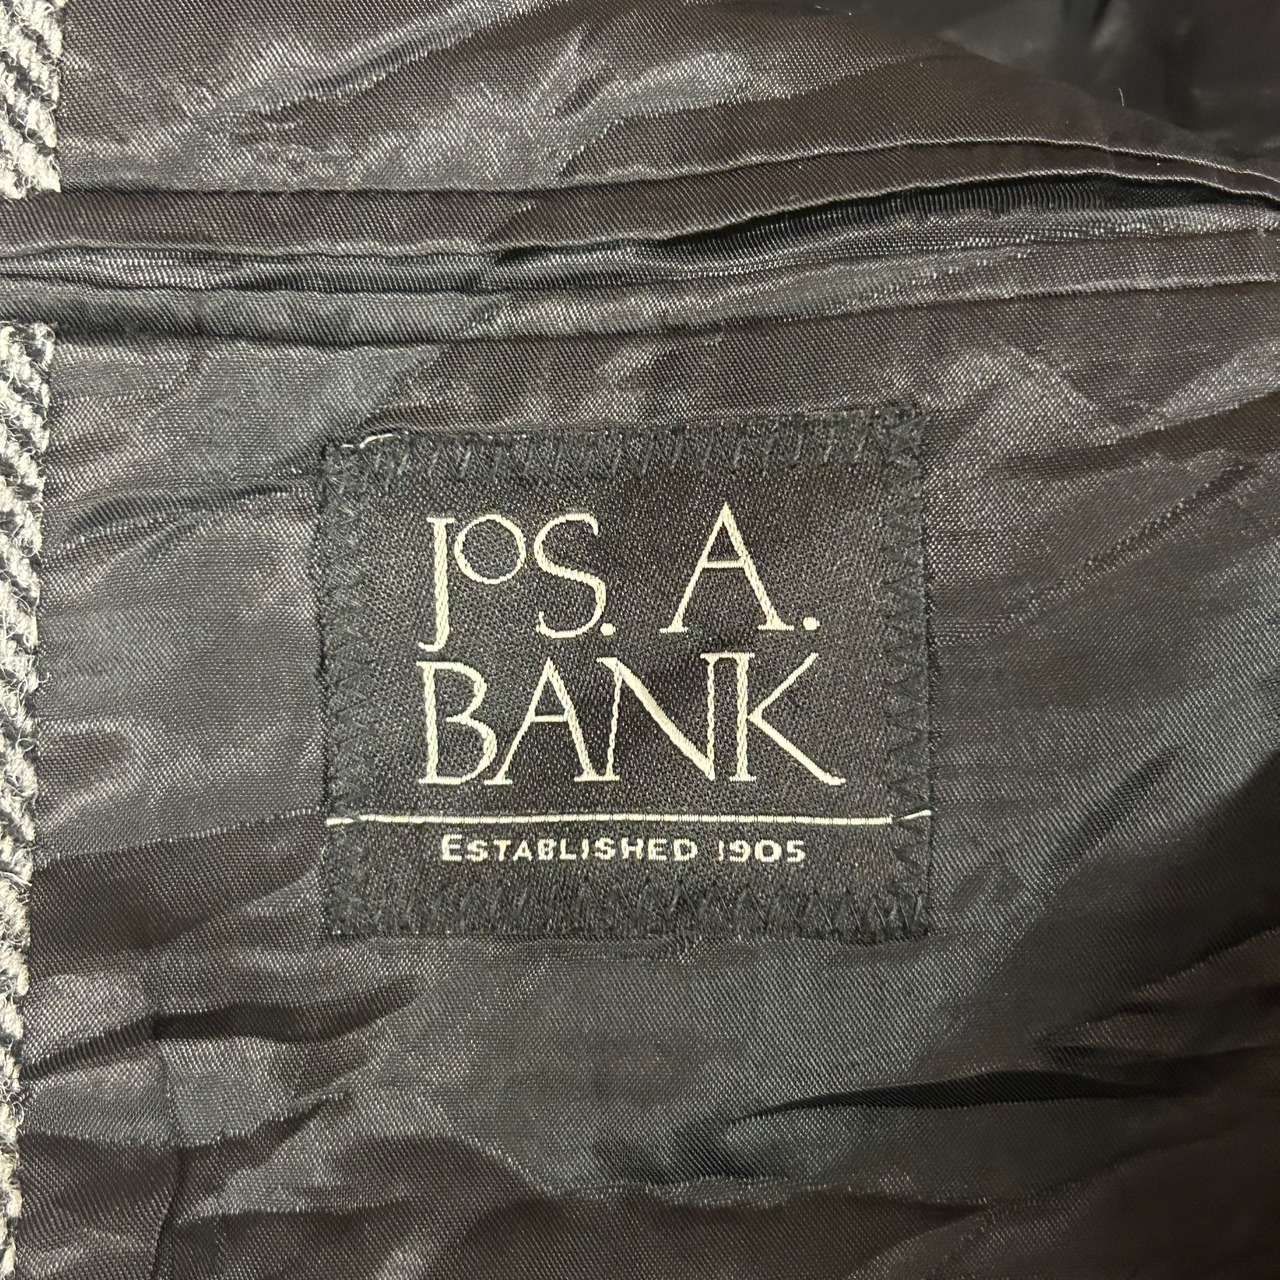 JOS. A.
BANK
ESTABLISHED 1905